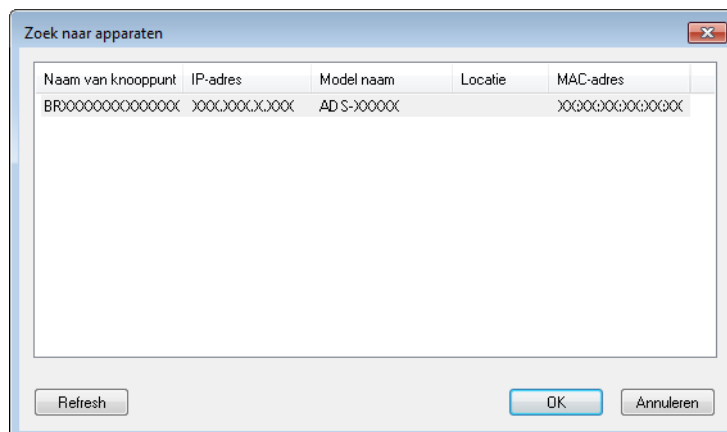 Zoek naar apparaten
Naam van knooppunt IP-adres Model naam Locatie MAC-adres
BRXXXXXXXXXXXXX XXX.XXX.X.XXX ADS-XXXXX XX:XX:XX:XX:XX:XX
Refresh OK Annuleren